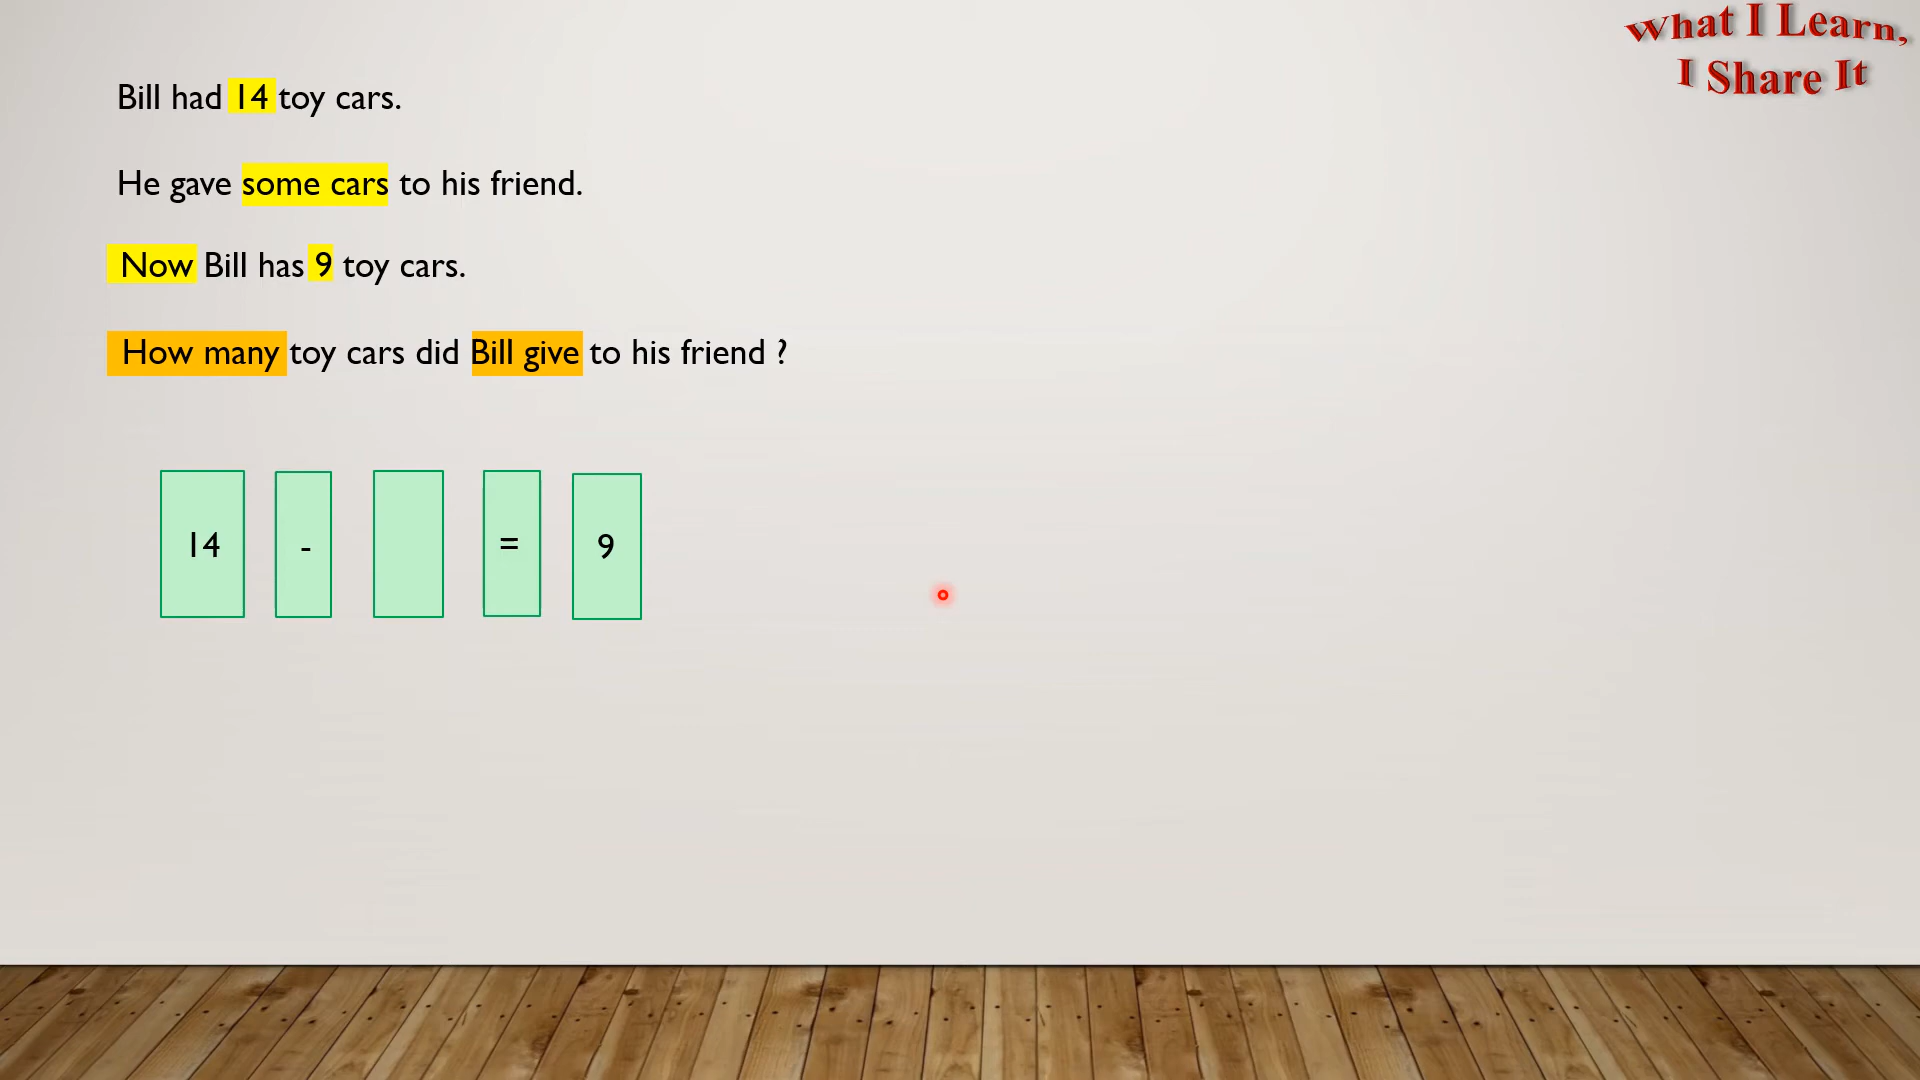 What I Learn,
I Share It
Bill had 14 toy cars.
He gave some cars to his friend.
Now Bill has 9 toy cars.
How many toy cars did Bill give to his friend ?
14 - = 9